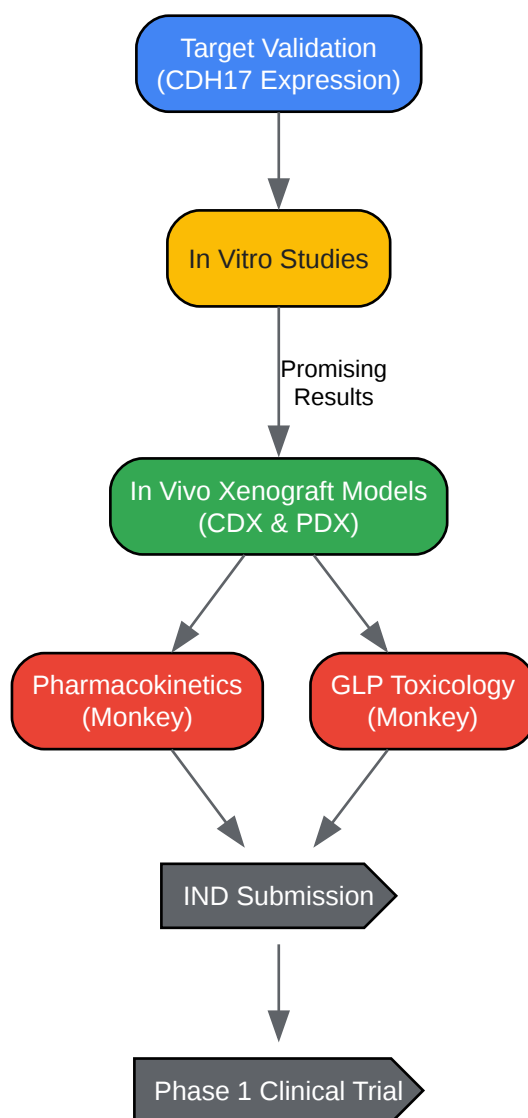 Target Validation
(CDH17 Expression)
In Vitro Studies
Promising
Results
In Vivo Xenograft Models
(CDX & PDX)
Pharmacokinetics
(Monkey)
GLP Toxicology
(Monkey)
IND Submission
Phase 1 Clinical Trial